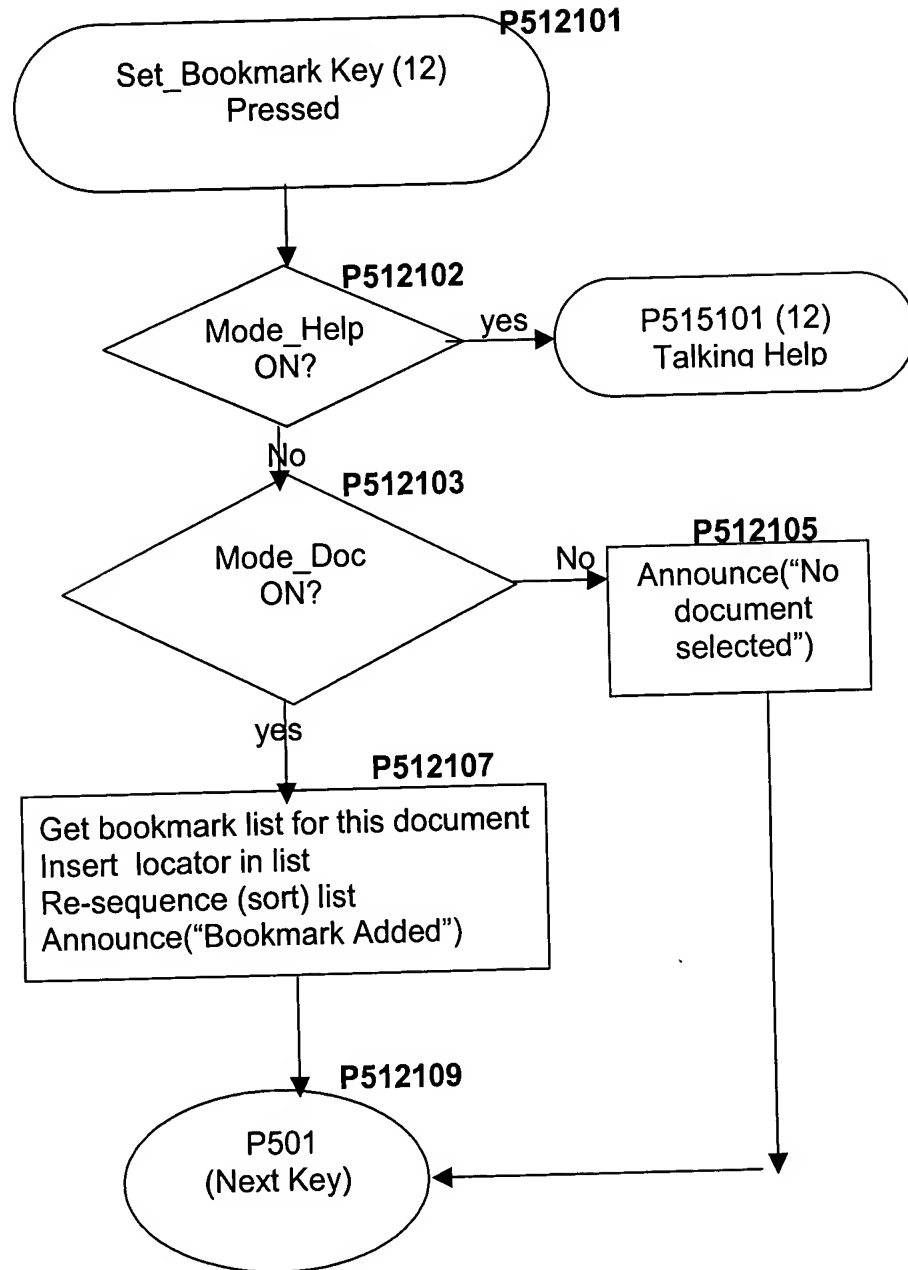 P512101
Set_Bookmark Key (12)
Pressed
P512102
Mode_Help
ON?
yes
P515101 (12)
Talking Help
No
P512103
Mode_Doc
ON?
No
P512105
Announce("No
document
selected")
yes
P512107
Get bookmark list for this document
Insert locator in list
Re-sequence (sort) list
Announce("Bookmark Added")
P512109
P501
(Next Key)